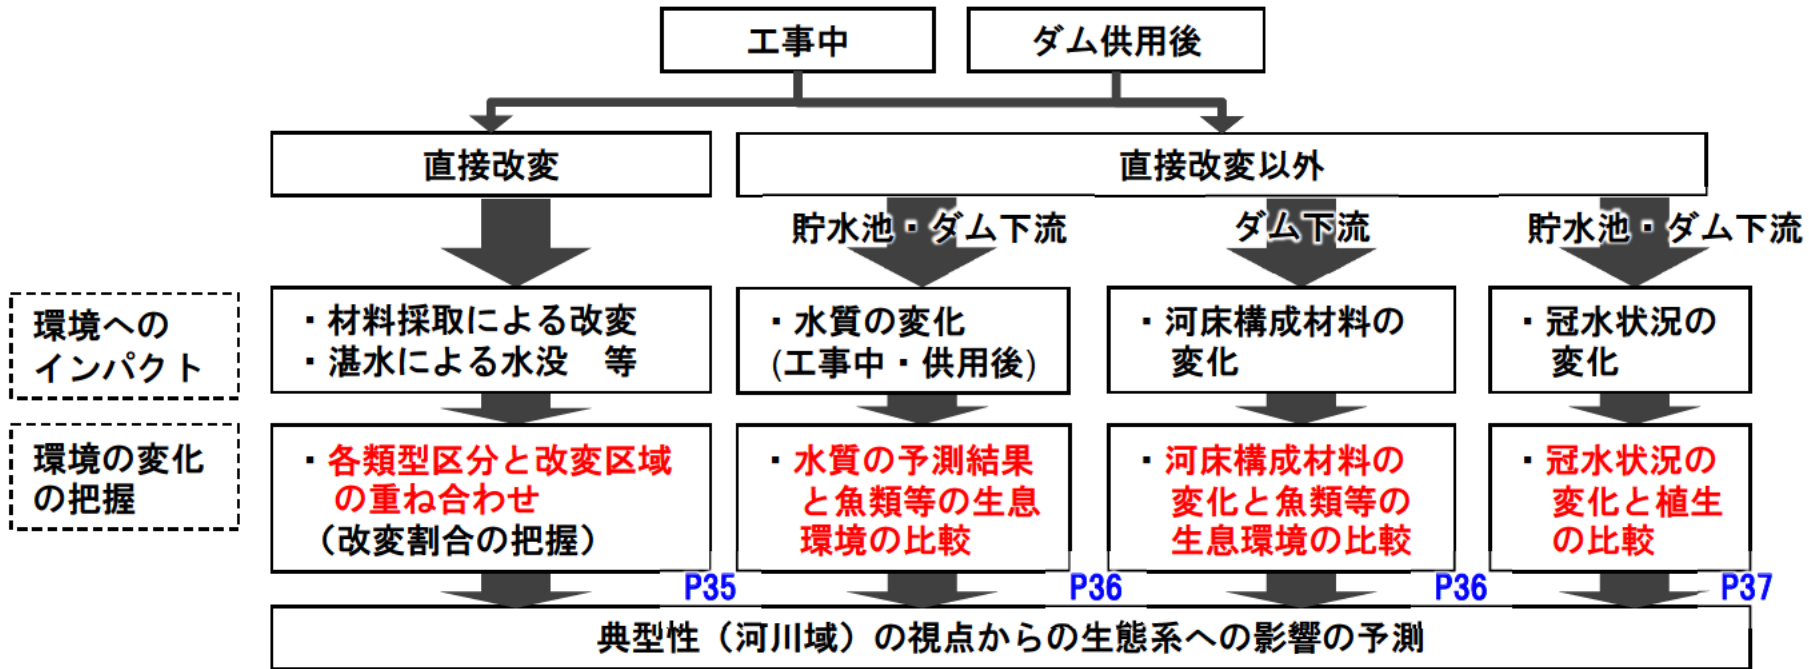 工事中
ダム供用後
直接改変
直接改変以外
貯水池・ダム下流
ダム下流
貯水池・ダム下流
環境への
インパクト
・材料採取による改変
・湛水による水没　等
・水質の変化
(工事中・供用後)
・河床構成材料の
変化
・冠水状況の
変化
環境の変化
の把握
・各類型区分と改変区域
の重ね合わせ
（改変割合の把握）
・水質の予測結果
と魚類等の生息
環境の比較
・河床構成材料の
変化と魚類等の
生息環境の比較
・冠水状況の
変化と植生
の比較
P35
P36
P36
P37
典型性（河川域）の視点からの生態系への影響の予測